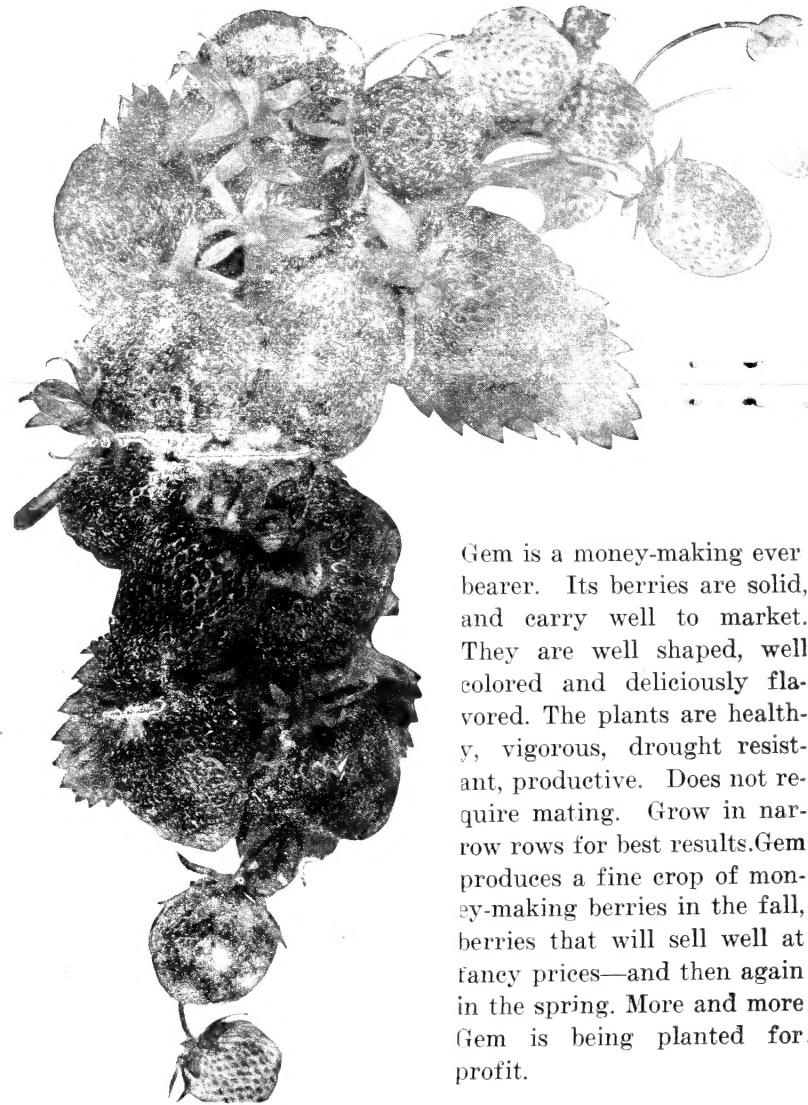 Gem is a money-making ever
bearer. Its berries are solid,
and carry well to market.
They are well shaped, well
colored and deliciously fla-
vored. The plants are health-
y, vigorous, drought resist-
ant, productive. Does not re-
quire mating. Grow in nar-
row rows for best results.Gem
produces a fine crop of mon-
ey-making berries in the fall,
berries that will sell well at
fancy prices—and then again
in the spring. More and more
Gem is being planted for
profit.